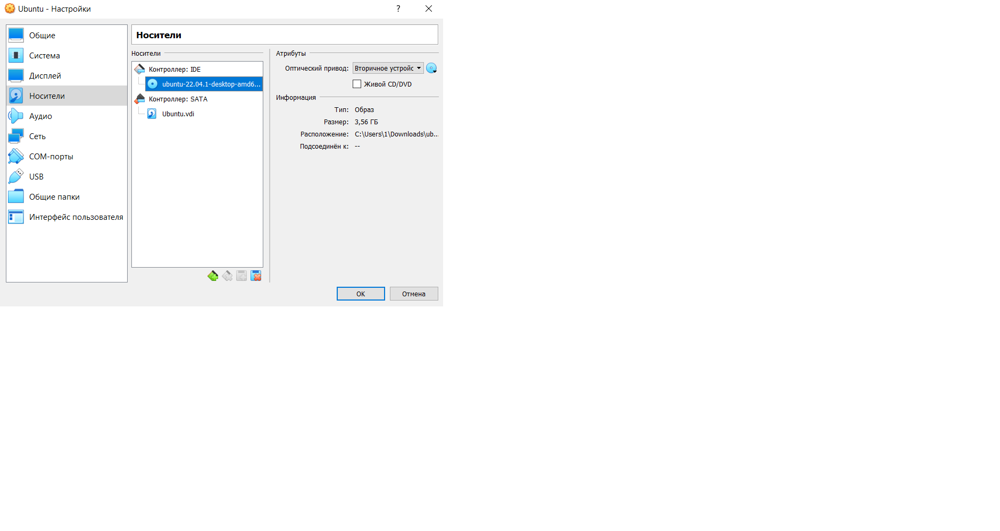 Ubuntu - Настройки
?
Общие
Система
Дисплей
Носители
Аудио
Сеть
COM-порты
USB
Общие папки
Интерфейс пользователя
Носители
Носители
Контроллер: IDE
ubuntu-22.04.1-desktop-amd6...
Контроллер: SATA
Ubuntu.vdi
Атрибуты
Оптический привод: Вторичное устройс
Живой CD/DVD
Информация
Тип: Образ
Размер: 3,56 ГБ
Расположение: C:\Users\1\Downloads\ub...
Подсоединён к: --
OK
Отмена